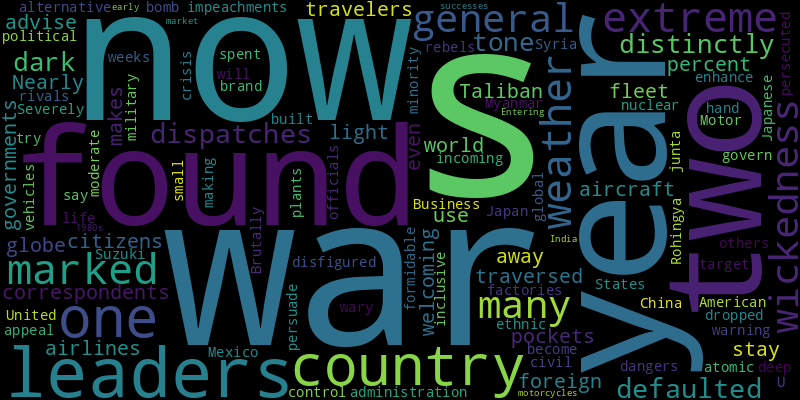 alternative early bomb impeachments travelers successes
market
advise general extreme
political now tone Syria distinctly
dark weeks spent crisis rebels
Nearly will minority percent
rivals brand Taliban weather year fleet enhance persecuted
Severely makes military built S Myanmar nuclear hand Japanese
governments try found dispatches light even Entering Motor
moderate world junta govern
vehicles small making officials incoming global aircraft two wickedness
say plants Business
life use Japan Rohingya others
1980s war India
globe citizens Brutally disfigured formidable welcoming away target
Suzuki inclusive traversed
marked persuade factories States
correspondents wary many China American
United one ethnic pockets dropped
appeal become warning
airlines Mexico civil stay
leaders country foreign dangers atomic deep
control administration motorcycles defaulted U